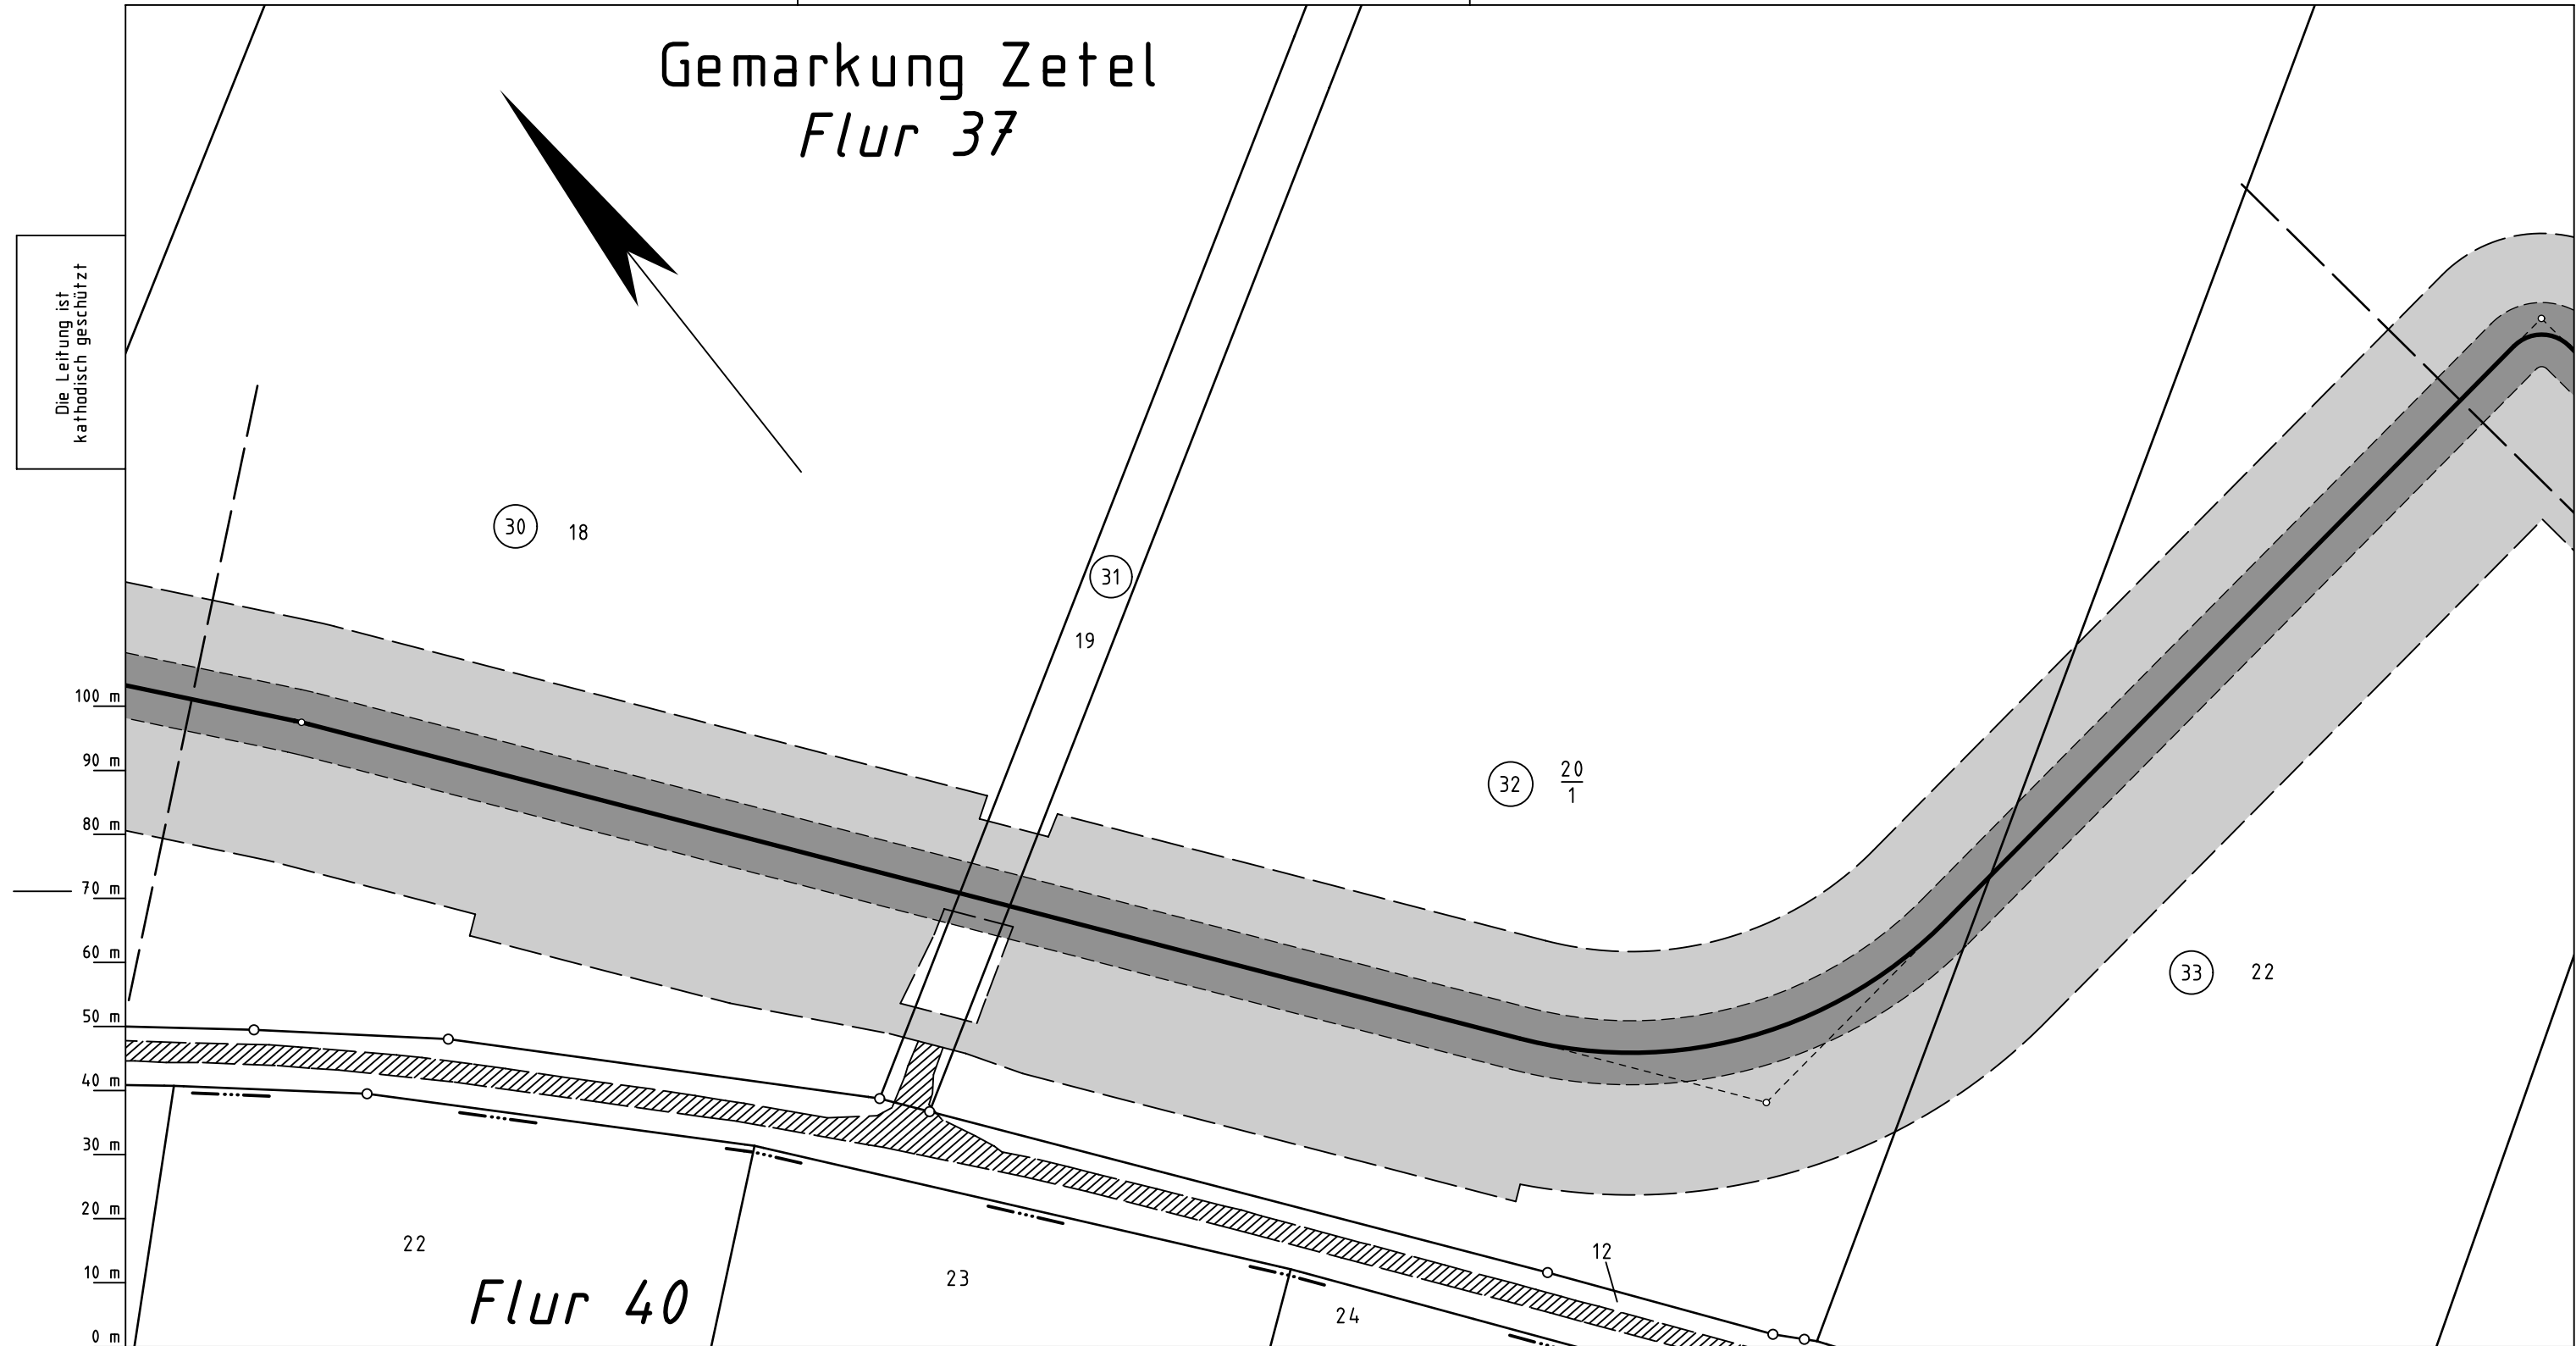 Gemarkung Zetel
Flur 37
Die Leitung ist
kathodisch geschützt
30
18
31
19
32
20
1
33
22
100 m
90 m
80 m
70 m
60 m
50 m
40 m
30 m
20 m
10 m
0 m
22
Flur 40
23
24
12